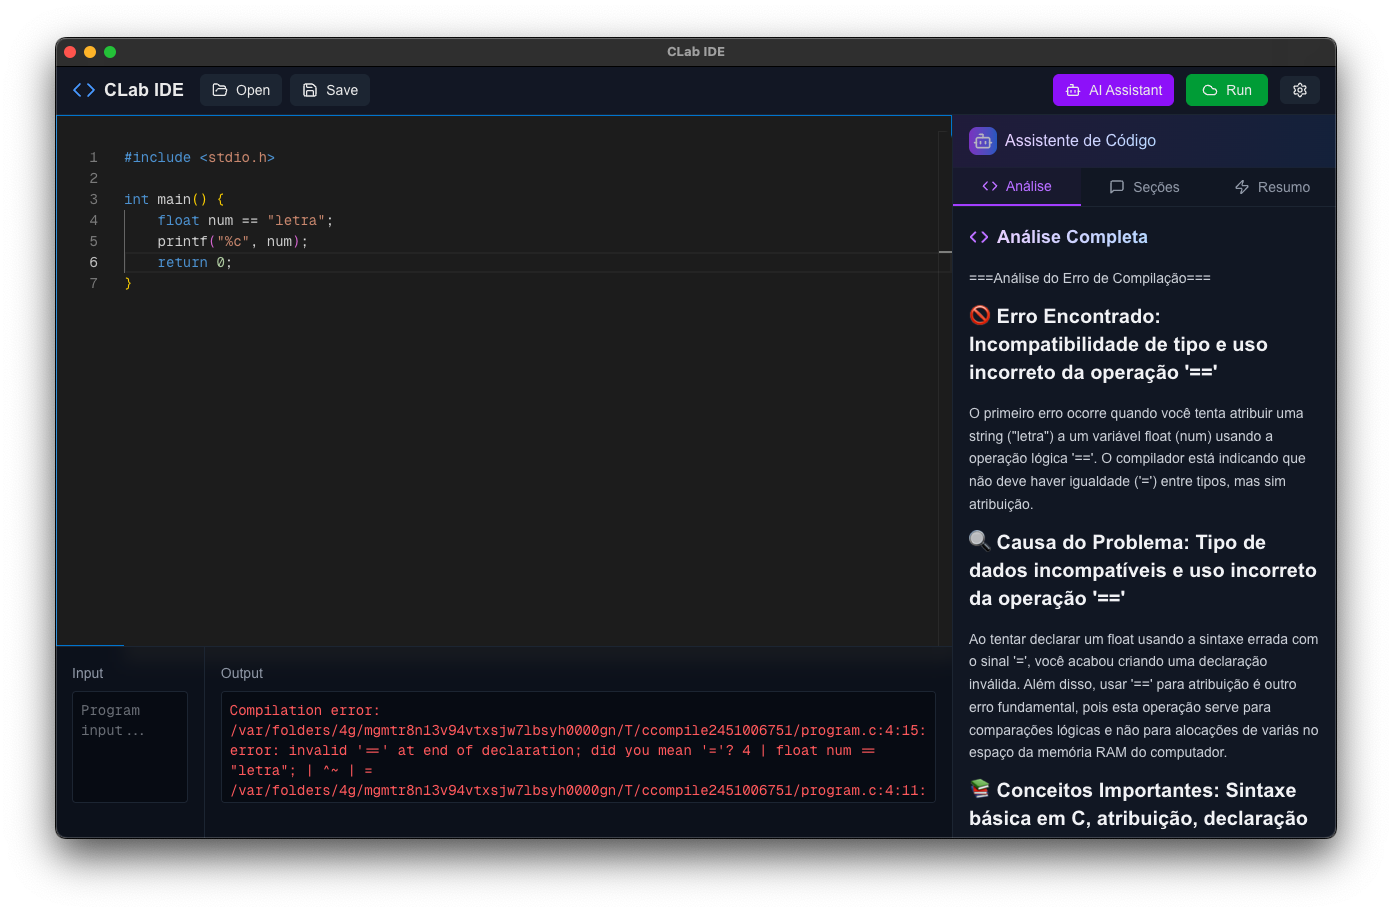 CLab IDE
CLab IDE
Open
Save
AI Assistant
Run
1 #include <stdio.h>
2
3 int main() {
4 float num == "letra";
5 printf("%c", num);
6 return 0;
7 }
Input
Program
input...
Output
Compilation error:
/var/folders/4g/mgmtr8n13v94vtxsjw7lbsyh0000gn/T/ccompile2451006751/program.c:4:15:
error: invalid '==' at end of declaration; did you mean '='? 4 | float num ==
"letra"; | ^~ | =
/var/folders/4g/mgmtr8n13v94vtxsjw7lbsyh0000gn/T/ccompile2451006751/program.c:4:11:
Assistente de Código
Análise
Seções
Resumo
Análise Completa
===Análise do Erro de Compilação===
🚫 Erro Encontrado:
Incompatibilidade de tipo e uso
incorreto da operação '=='
O primeiro erro ocorre quando você tenta atribuir uma
string ("letra") a um variável float (num) usando a
operação lógica '=='. O compilador está indicando que
não deve haver igualdade ('=') entre tipos, mas sim
atribuição.
🔍 Causa do Problema: Tipo de
dados incompatíveis e uso incorreto
da operação '=='
Ao tentar declarar um float usando a sintaxe errada com
o sinal '=', você acabou criando uma declaração
inválida. Além disso, usar '==' para atribuição é outro
erro fundamental, pois esta operação serve para
comparações lógicas e não para alocações de variás no
espaço da memória RAM do computador.
📚 Conceitos Importantes: Sintaxe
básica em C, atribuição, declaração